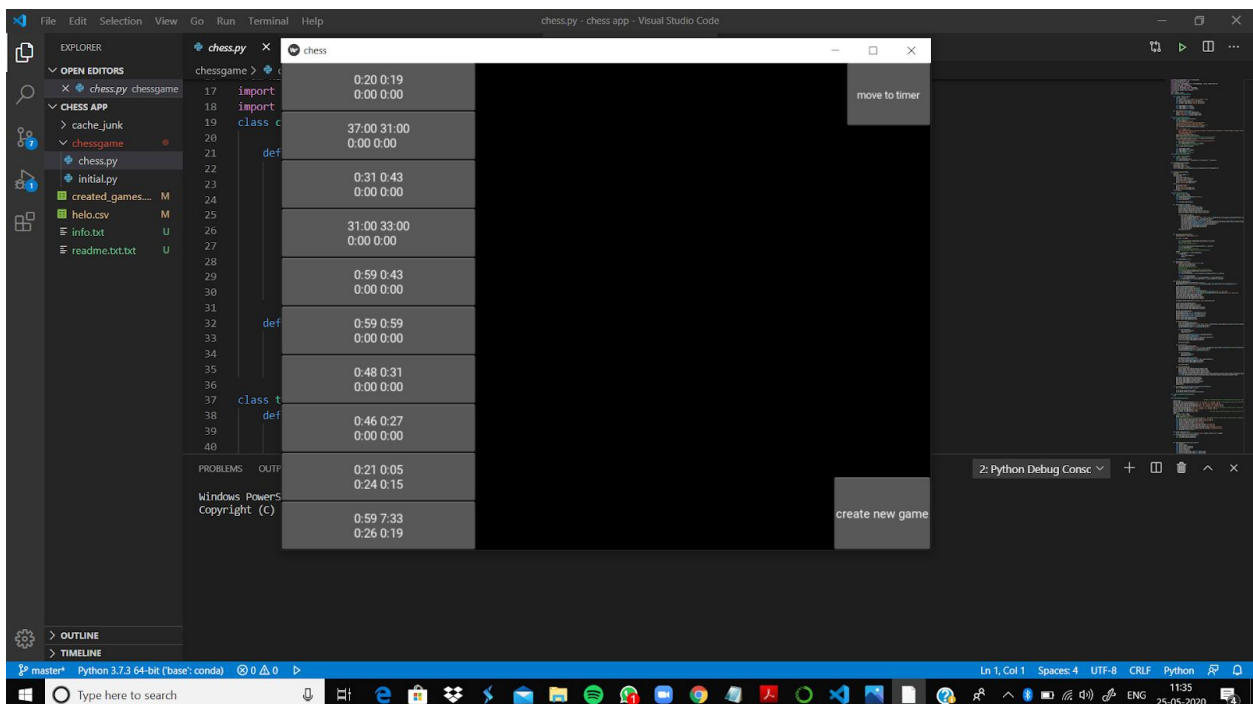 File Edit Selection View Go Run Terminal Help
chess.py - chess app - Visual Studio Code
EXPLORER
OPEN EDITORS
chess.py chessgame
CHESS APP
cache_junk
chessgame
chess.py
initial.py
created_games.... M
helo.csv M
info.txt U
readme.txt.txt U
OUTLINE
TIMELINE
7
1
chess.py
chessgame >
17 import
18 import
19 class c
20
21 def
22
23
24
25
26
27
28
29
30
31
32 def
33
34
35
36
37 class t
38 def
39
40
chess
0:20 0:19
0:00 0:00
37:00 31:00
0:00 0:00
0:31 0:43
0:00 0:00
31:00 33:00
0:00 0:00
0:59 0:43
0:00 0:00
0:59 0:59
0:00 0:00
0:48 0:31
0:00 0:00
0:46 0:27
0:00 0:00
0:21 0:05
0:24 0:15
0:59 7:33
0:26 0:19
move to timer
create new game
PROBLEMS OUTP
2: Python Debug Consc
Windows PowerS
Copyright (C)
master* Python 3.7.3 64-bit ('base': conda) 0 0
Ln 1, Col 1 Spaces: 4 UTF-8 CRLF Python
Type here to search
ENG
11:35
25-05-2020